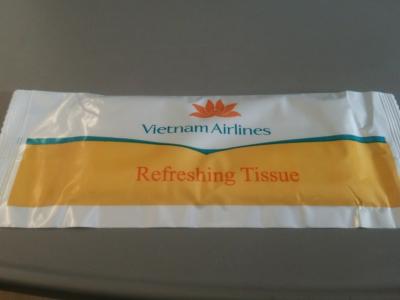 Vietnam Airlines
Refreshing Tissue